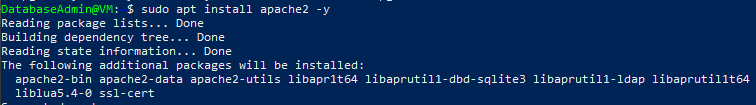 DatabaseAdmin@VM: $ sudo apt install apache2 -y
Reading package lists... Done
Building dependency tree... Done
Reading state information... Done
The following additional packages will be installed:
  apache2-bin apache2-data apache2-utils libapr1t64 libaprutil1-dbd-sqlite3 libaprutil1-ldap libaprutil1t64
  liblua5.4-0 ssl-cert